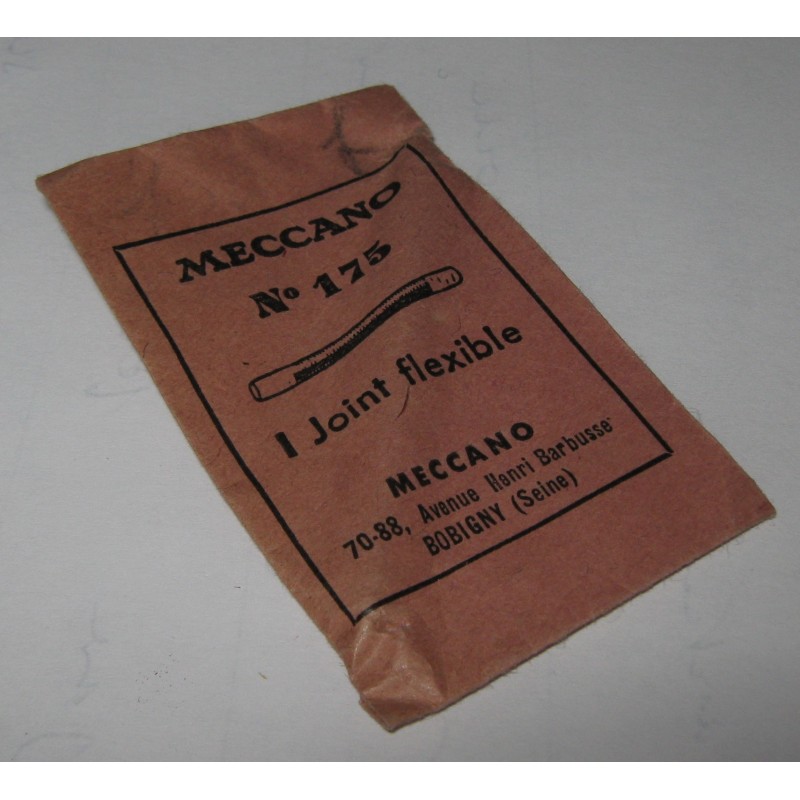 MECCANO
No 175
1 Joint flexible
MECCANO
70-88, Avenue Henri Barbusse
BOBIGNY (Seine)